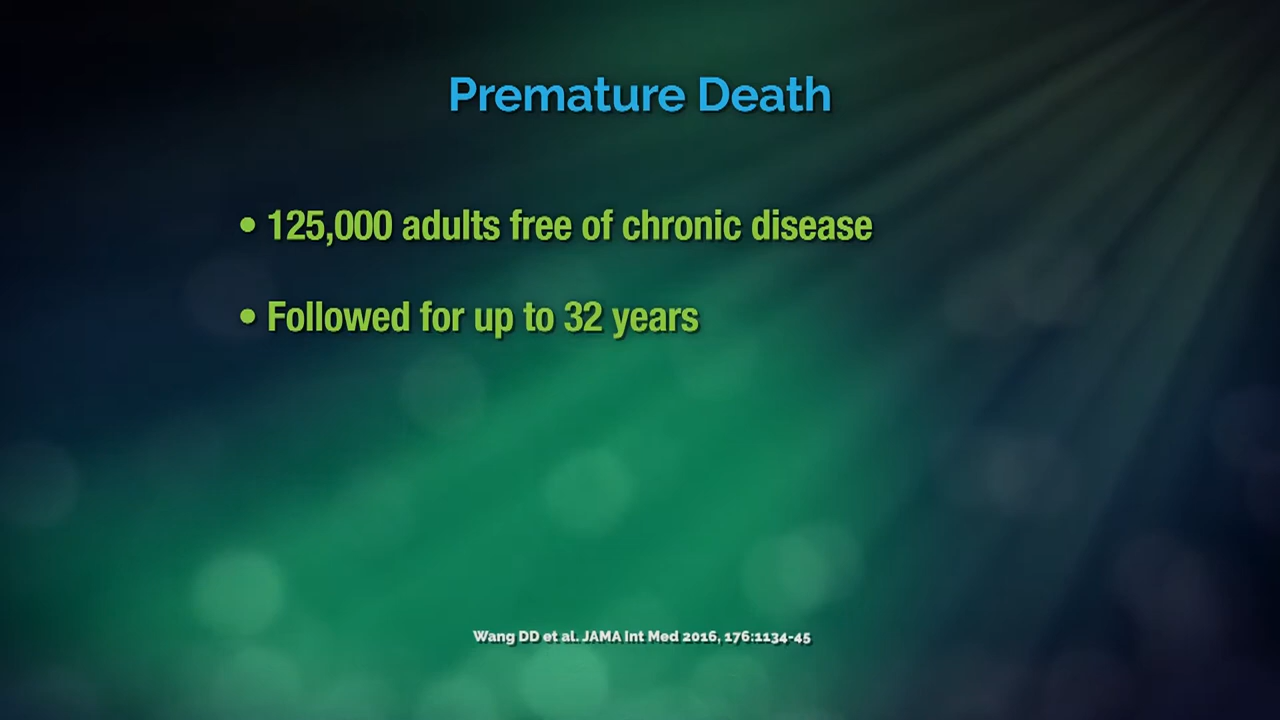 Premature Death
• 125,000 adults free of chronic disease
• Followed for up to 32 years
Wang DD et al. JAMA Int Med 2016, 176:1134-45